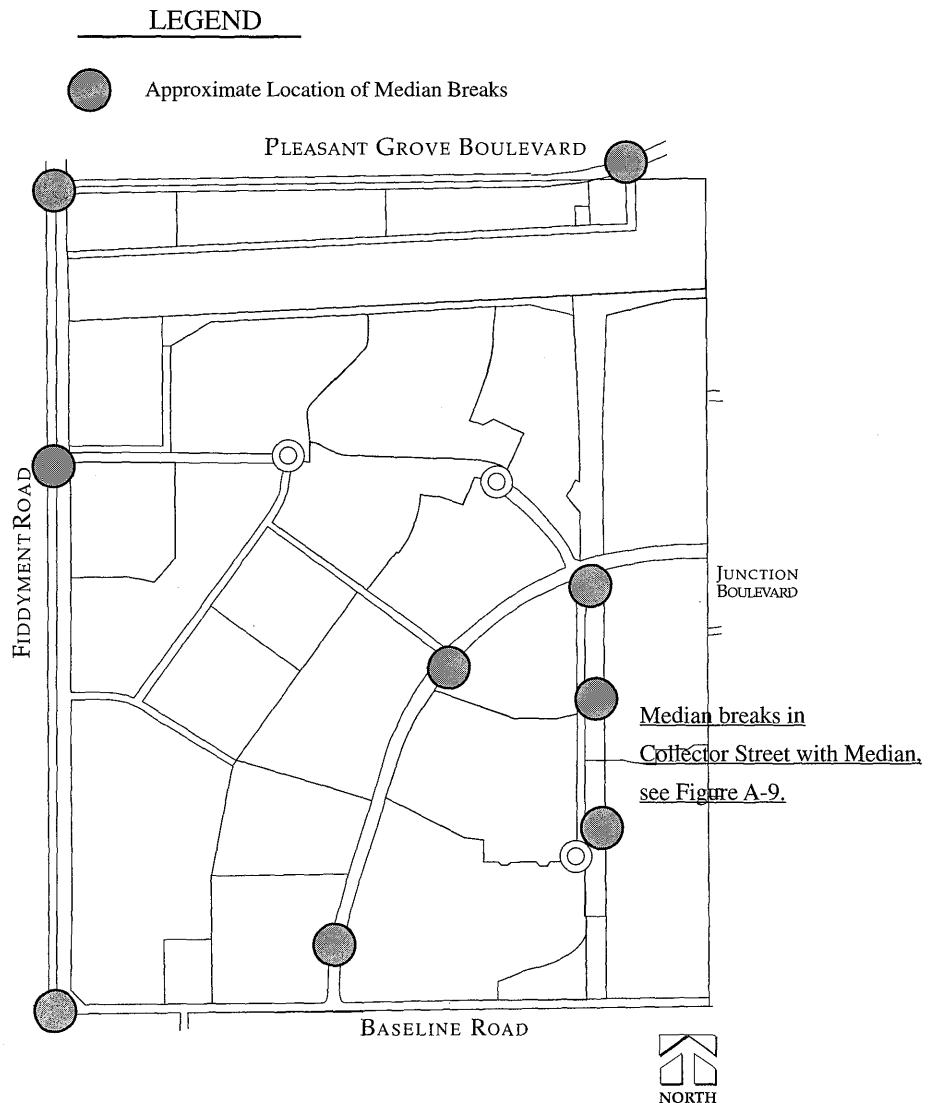 LEGEND
Approximate Location of Median Breaks
PLEASANT GROVE BOULEVARD
FIDDYMENT ROAD
JUNCTION
BOULEVARD
Median breaks in
Collector Street with Median,
see Figure A-9.
BASELINE ROAD
NORTH